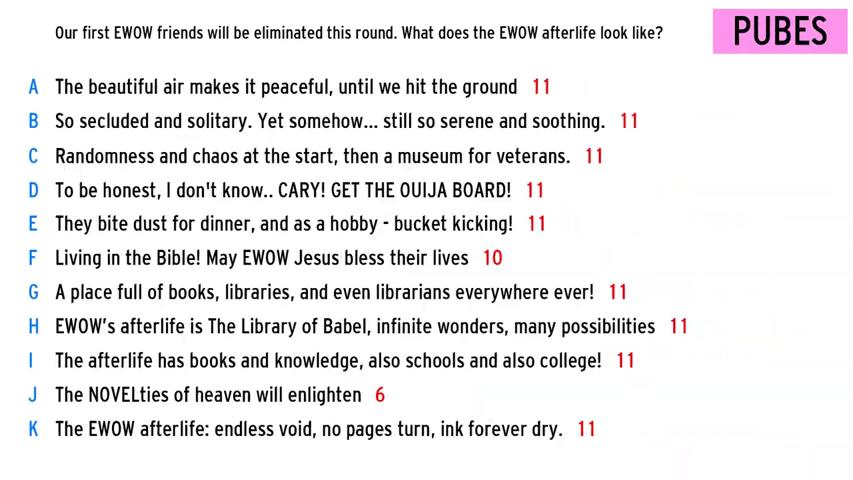 Our first EWOW friends will be eliminated this round. What does the EWOW afterlife look like?
PUBES
A The beautiful air makes it peaceful, until we hit the ground 11
B So secluded and solitary. Yet somehow... still so serene and soothing. 11
C Randomness and chaos at the start, then a museum for veterans. 11
D To be honest, I don't know.. CARY! GET THE OUIJA BOARD! 11
E They bite dust for dinner, and as a hobby - bucket kicking! 11
F Living in the Bible! May EWOW Jesus bless their lives 10
G A place full of books, libraries, and even librarians everywhere ever! 11
H EWOW's afterlife is The Library of Babel, infinite wonders, many possibilities 11
I The afterlife has books and knowledge, also schools and also college! 11
J The NOVELties of heaven will enlighten 6
K The EWOW afterlife: endless void, no pages turn, ink forever dry. 11